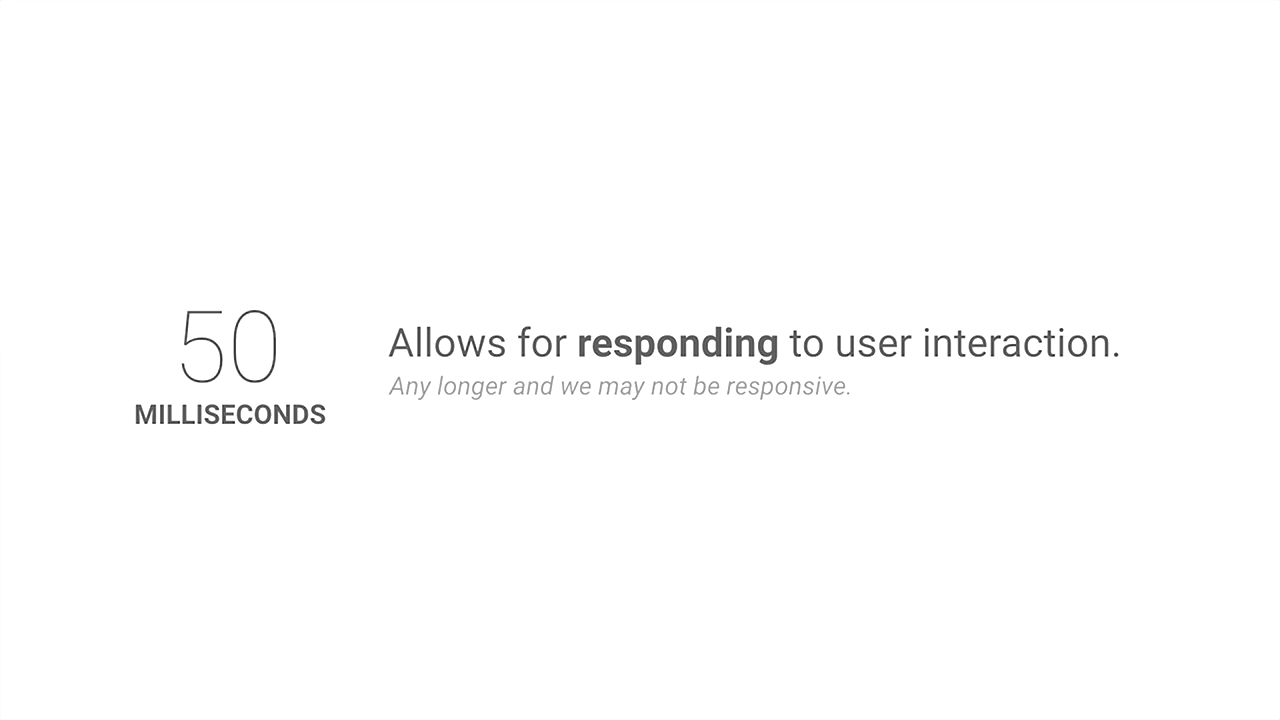 50
MILLISECONDS
Allows for responding to user interaction.
Any longer and we may not be responsive.